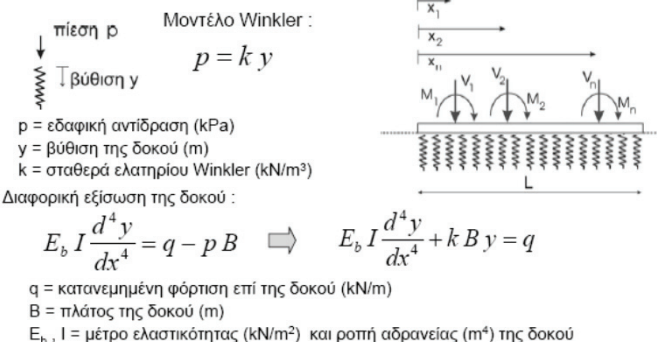 πίεση p
βύθιση y
Μοντέλο Winkler :
p = k y
x₁
x₂
xₙ
M₁ V₁ V₂ M₂ Vₙ Mₙ
L
p = εδαφική αντίδραση (kPa)
y = βύθιση της δοκού (m)
k = σταθερά ελατηρίου Winkler (kN/m³)
Διαφορική εξίσωση της δοκού :
E_b I d⁴y/dx⁴ = q − p B ⇨ E_b I d⁴y/dx⁴ + k B y = q
q = κατανεμημένη φόρτιση επί της δοκού (kN/m)
B = πλάτος της δοκού (m)
E_b , I = μέτρο ελαστικότητας (kN/m²) και ροπή αδρανείας (m⁴) της δοκού